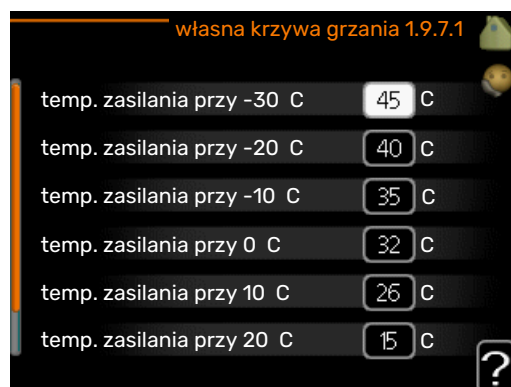 własna krzywa grzania 1.9.7.1
temp. zasilania przy -30 C 45 C
temp. zasilania przy -20 C 40 C
temp. zasilania przy -10 C 35 C
temp. zasilania przy 0 C 32 C
temp. zasilania przy 10 C 26 C
temp. zasilania przy 20 C 15 C
?